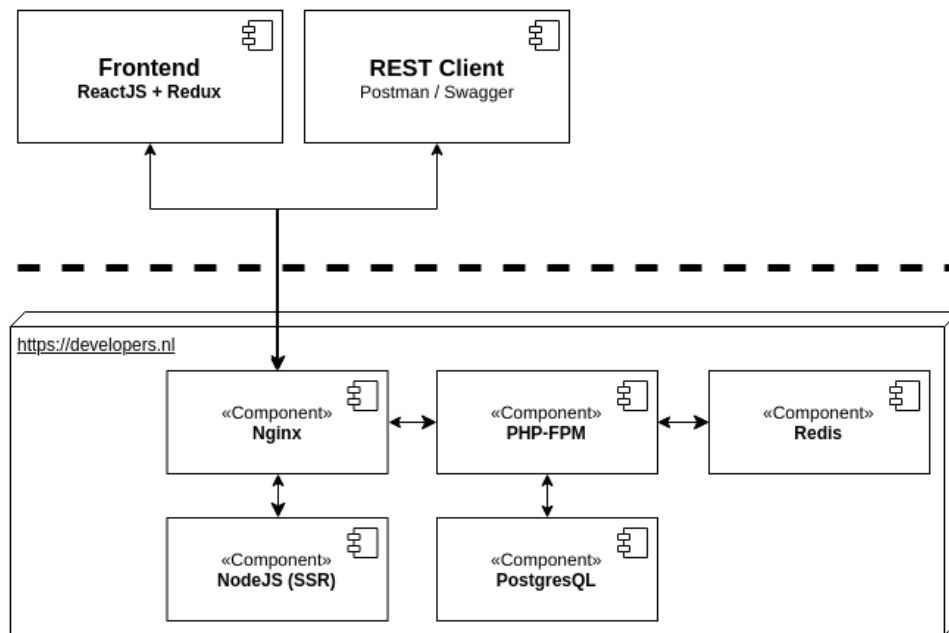 Frontend
ReactJS + Redux
REST Client
Postman / Swagger
https://developers.nl
«Component»
Nginx
«Component»
PHP-FPM
«Component»
Redis
«Component»
NodeJS (SSR)
«Component»
PostgresQL